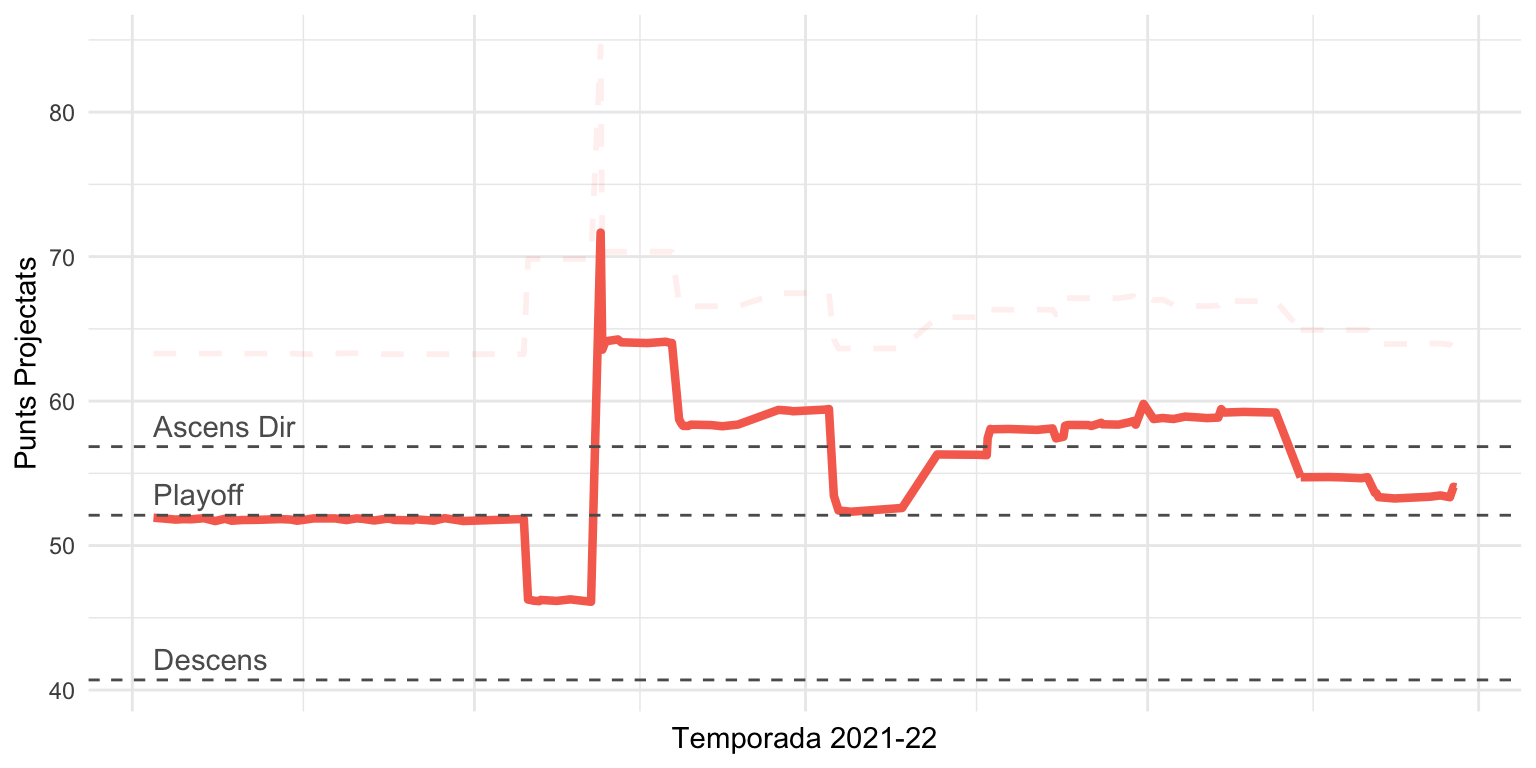 80
70
60
50
40
Punts Projectats
Ascens Dir
Playoff
Descens
Temporada 2021-22